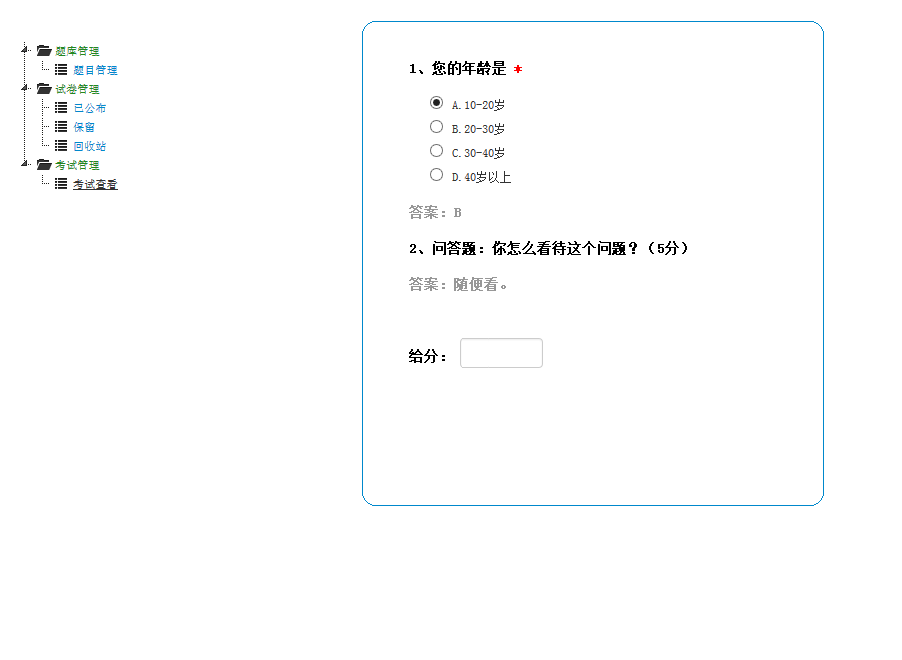 题库管理
题目管理
试卷管理
已公布
保留
回收站
考试管理
考试查看
1、您的年龄是 *
A.10-20岁
B.20-30岁
C.30-40岁
D.40岁以上
答案：B
2、问答题：你怎么看待这个问题？（5分）
答案：随便看。
给分：